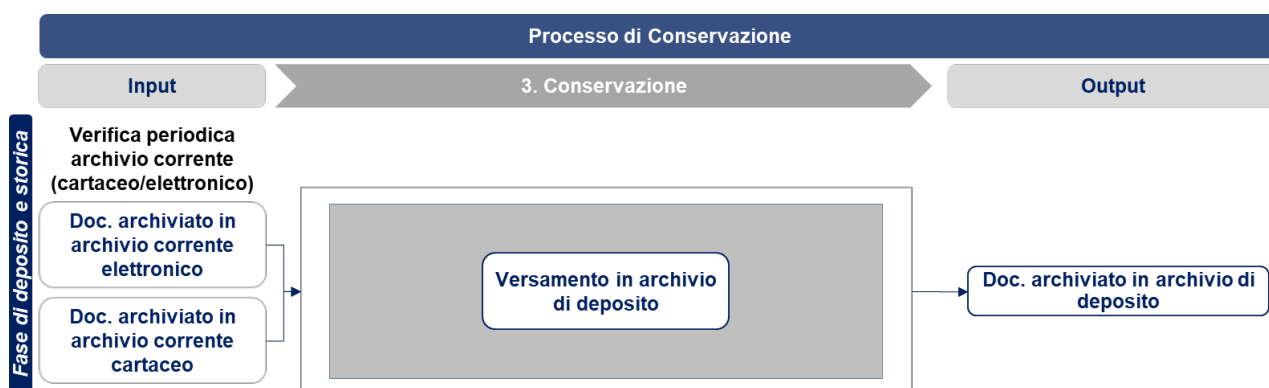 Processo di Conservazione
Input
3. Conservazione
Output
Fase di deposito e storica
Verifica periodica
archivio corrente
(cartaceo/elettronico)
Doc. archiviato in
archivio corrente
elettronico
Doc. archiviato in
archivio corrente
cartaceo
Versamento in archivio
di deposito
Doc. archiviato in archivio di
deposito